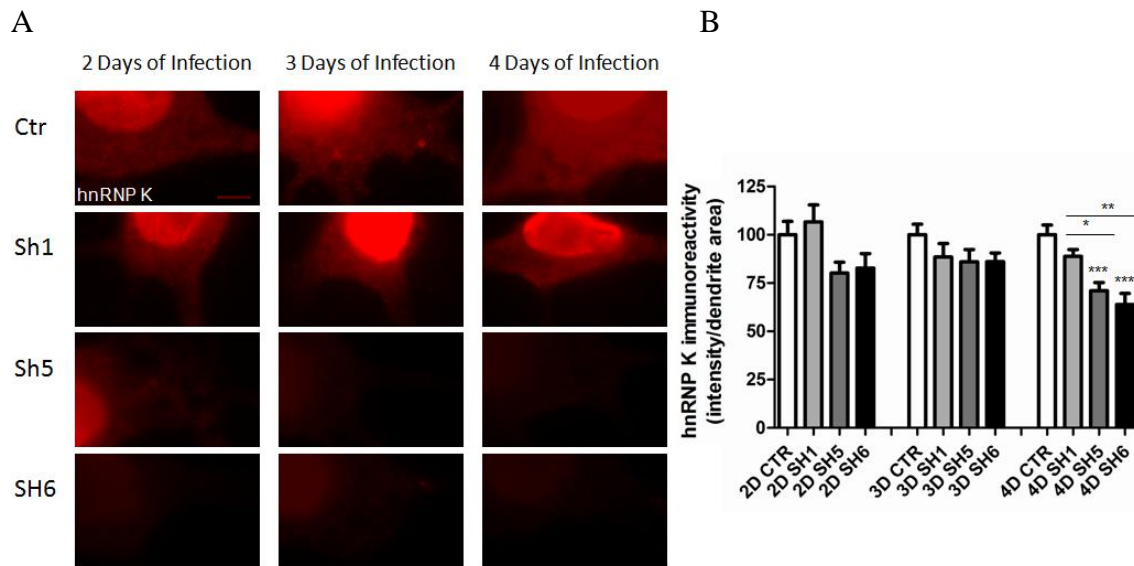 A
B
2 Days of Infection 3 Days of Infection 4 Days of Infection
Ctr
hnRNP K
Sh1
Sh5
SH6
hnRNP K immunoreactivity
(intensity/dendrite area)
125
100
75
50
25
0
**
*
*** ***
2D CTR 2D SH1 2D SH5 2D SH6 3D CTR 3D SH1 3D SH5 3D SH6 4D CTR 4D SH1 4D SH5 4D SH6